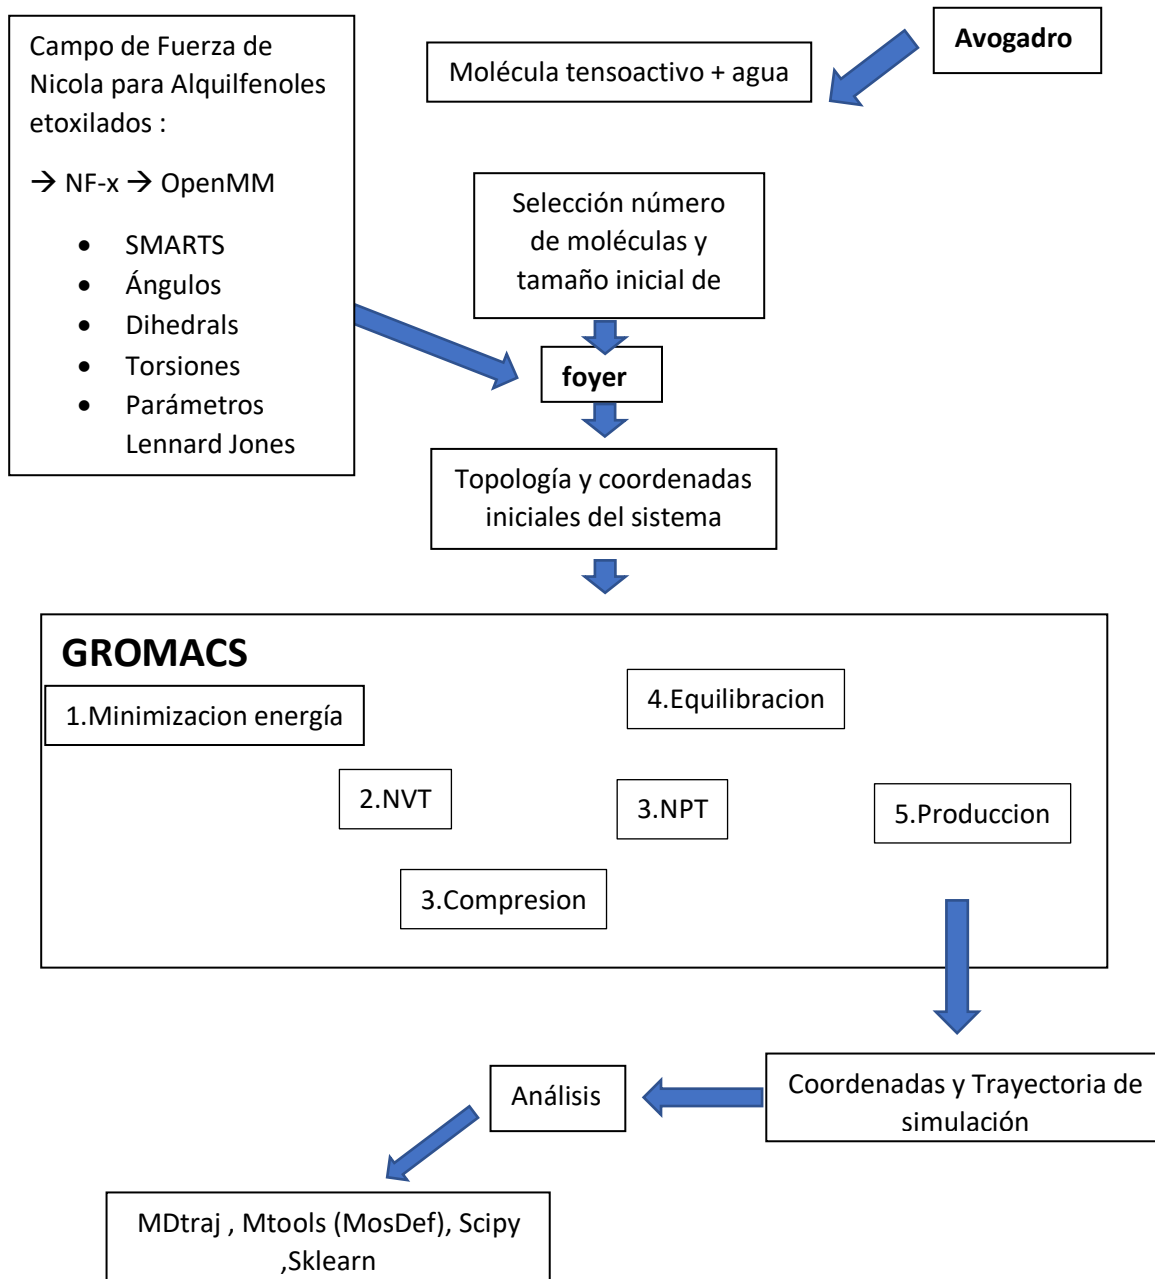 Campo de Fuerza de
Nicola para Alquilfenoles
etoxilados :
→ NF-x → OpenMM
• SMARTS
• Ángulos
• Dihedrals
• Torsiones
• Parámetros
Lennard Jones
Avogadro
Molécula tensoactivo + agua
Selección número
de moléculas y
tamaño inicial de
foyer
Topología y coordenadas
iniciales del sistema
GROMACS
1.Minimizacion energía
2.NVT
3.Compresion
3.NPT
4.Equilibracion
5.Produccion
Coordenadas y Trayectoria de
simulación
Análisis
MDtraj , Mtools (MosDef), Scipy
,Sklearn